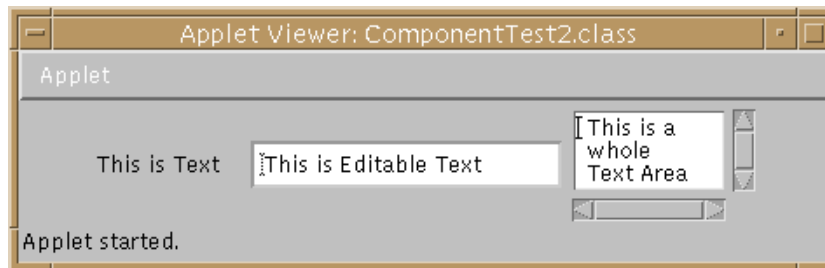 Applet Viewer: ComponentTest2.class
Applet
This is Text
This is Editable Text
This is a
whole
Text Area
Applet started.